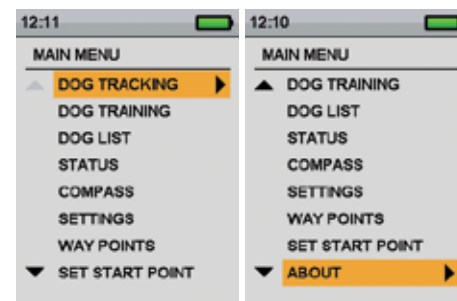 12:11
MAIN MENU
DOG TRACKING
DOG TRAINING
DOG LIST
STATUS
COMPASS
SETTINGS
WAY POINTS
SET START POINT
12:10
MAIN MENU
DOG TRAINING
DOG LIST
STATUS
COMPASS
SETTINGS
WAY POINTS
SET START POINT
ABOUT